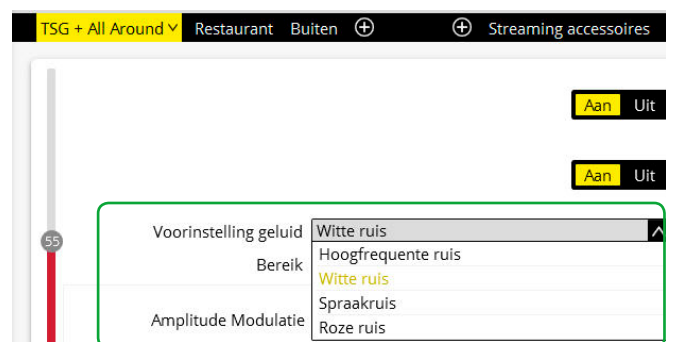 TSG + All Around Restaurant Buiten Streaming accessoires
Aan Uit
Aan Uit
55
Voorinstelling geluid Witte ruis
Bereik Hoogfrequente ruis
Witte ruis
Spraakruis
Amplitude Modulatie Roze ruis